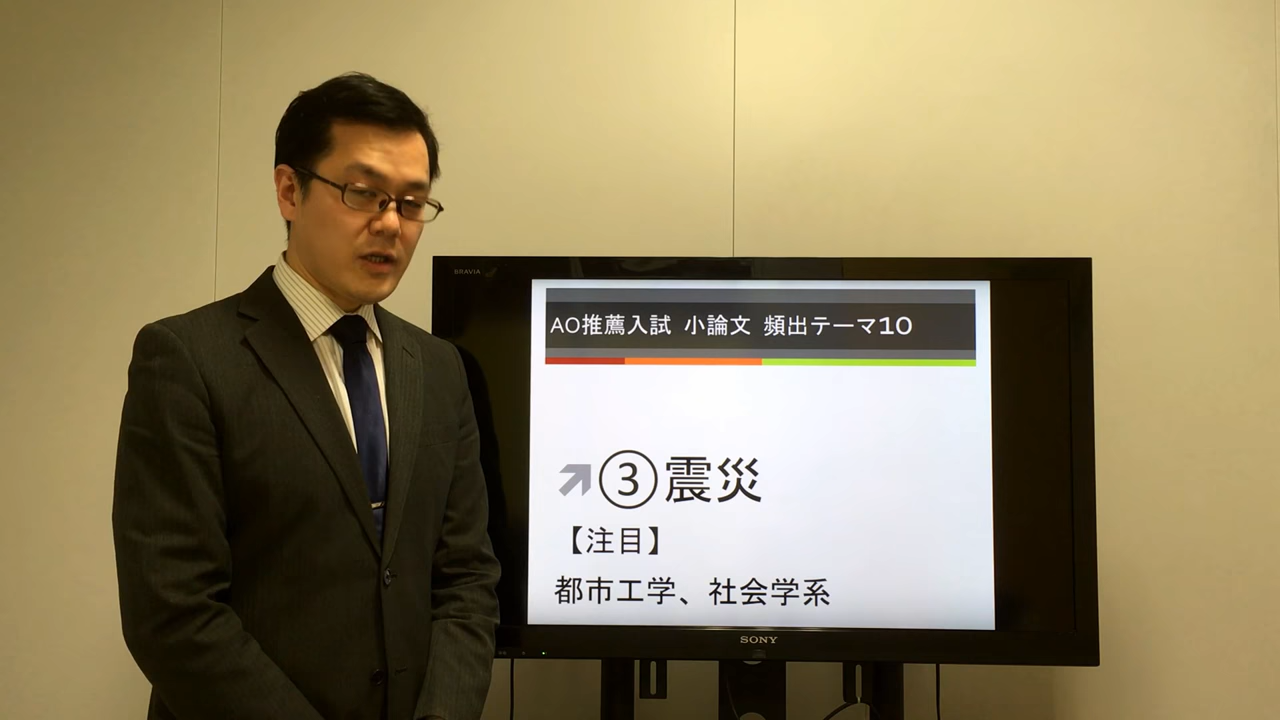 BRAVIA
AO推薦入試 小論文 頻出テーマ10
③震災
【注目】
都市工学、社会学系
SONY